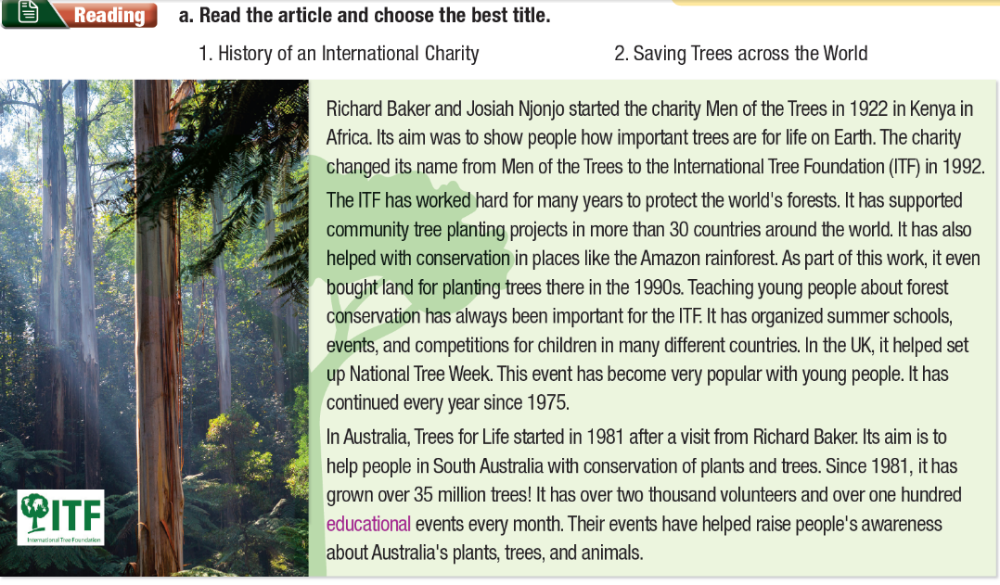 Reading
a. Read the article and choose the best title.
1. History of an International Charity
2. Saving Trees across the World
Richard Baker and Josiah Njonjo started the charity Men of the Trees in 1922 in Kenya in
Africa. Its aim was to show people how important trees are for life on Earth. The charity
changed its name from Men of the Trees to the International Tree Foundation (ITF) in 1992.
The ITF has worked hard for many years to protect the world's forests. It has supported
community tree planting projects in more than 30 countries around the world. It has also
helped with conservation in places like the Amazon rainforest. As part of this work, it even
bought land for planting trees there in the 1990s. Teaching young people about forest
conservation has always been important for the ITF. It has organized summer schools,
events, and competitions for children in many different countries. In the UK, it helped set
up National Tree Week. This event has become very popular with young people. It has
continued every year since 1975.
In Australia, Trees for Life started in 1981 after a visit from Richard Baker. Its aim is to
help people in South Australia with conservation of plants and trees. Since 1981, it has
grown over 35 million trees! It has over two thousand volunteers and over one hundred
educational events every month. Their events have helped raise people's awareness
about Australia's plants, trees, and animals.
ITF
International Tree Foundation